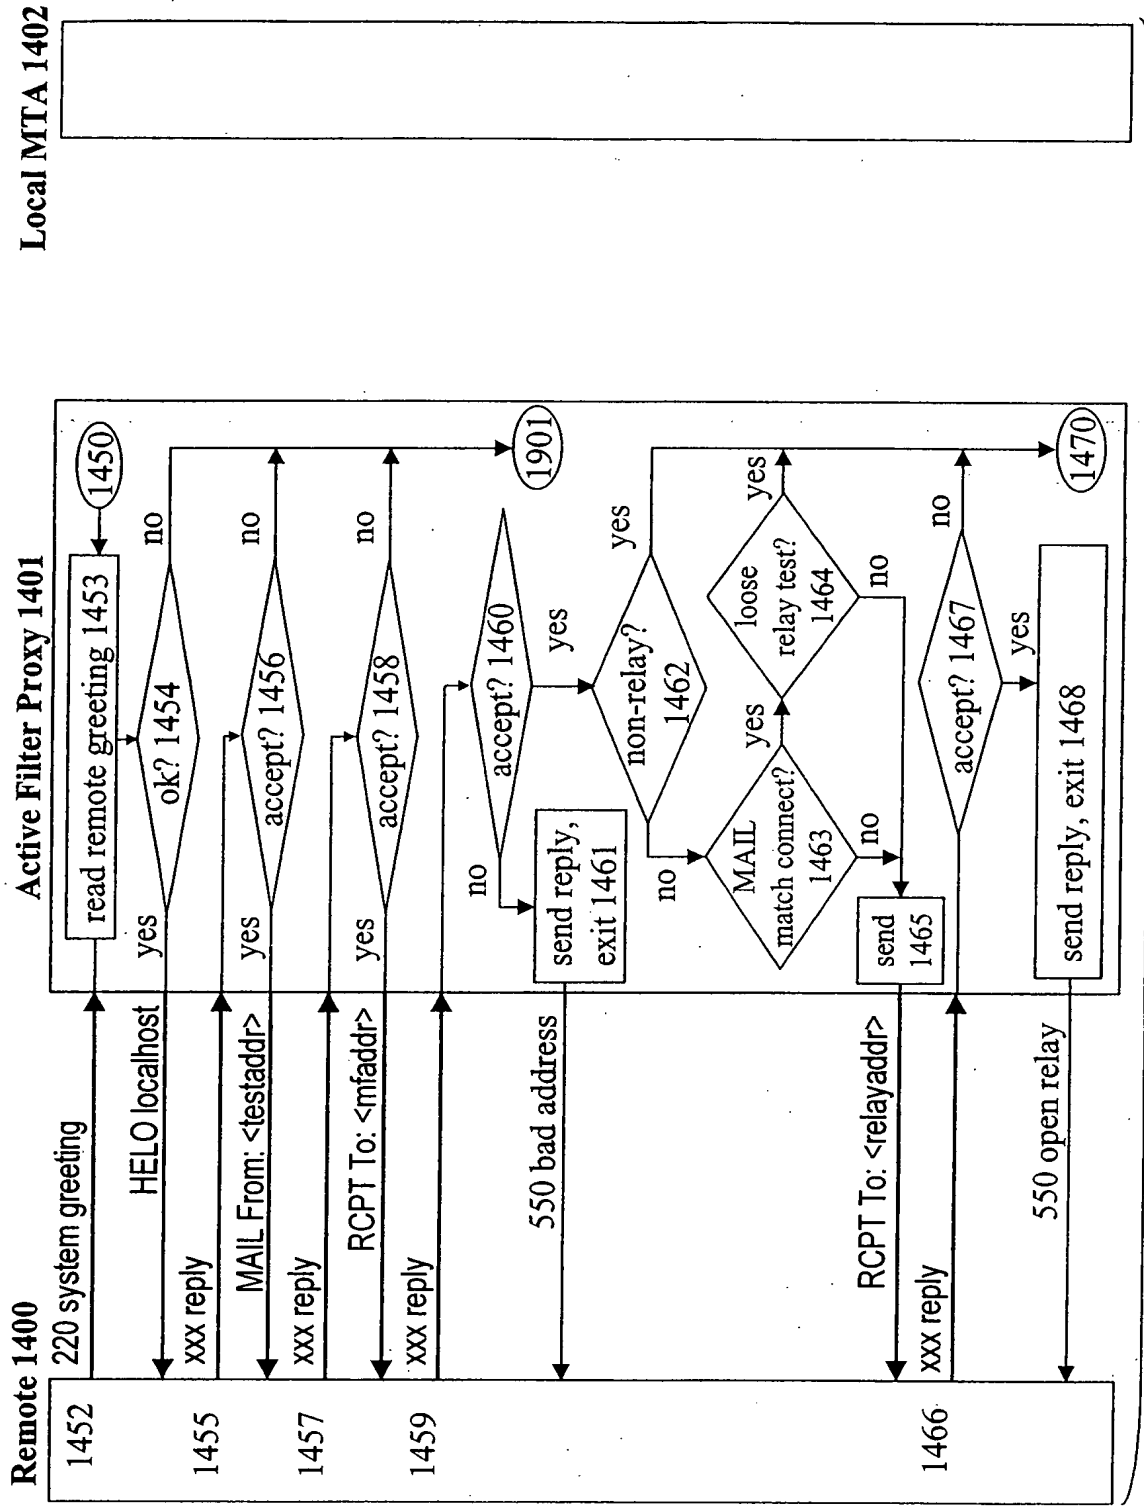 Remote 1400
Active Filter Proxy 1401
Local MTA 1402
1452
220 system greeting
read remote greeting 1453
1450
HELO localhost
yes
ok? 1454
no
1455
xxx reply
MAIL From: <testaddr>
yes
accept? 1456
no
1457
xxx reply
RCPT To: <mfaddr>
yes
accept? 1458
no
1459
xxx reply
accept? 1460
1901
no
yes
550 bad address
send reply,
exit 1461
non-relay?
1462
yes
no
MAIL
match connect?
1463
yes
loose
relay test?
1464
yes
no
no
RCPT To: <relayaddr>
send
1465
1466
xxx reply
accept? 1467
no
yes
1470
550 open relay
send reply, exit 1468